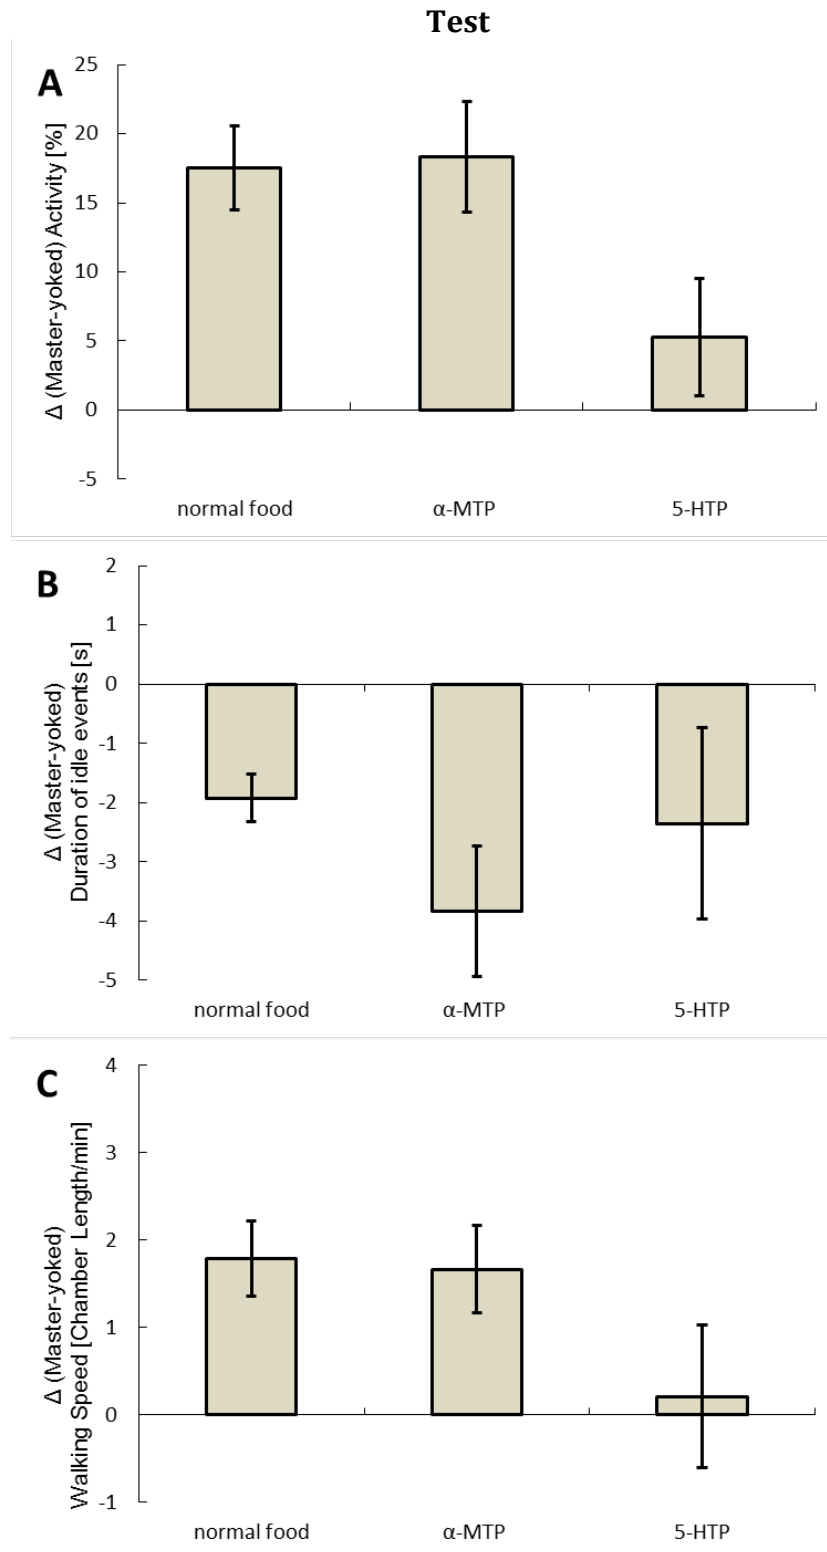 Test
A
Δ (Master-yoked) Activity [%]
25
20
15
10
5
0
-5
normal food α-MTP 5-HTP
B
Δ (Master-yoked)
Duration of idle events [s]
2
1
0
-1
-2
-3
-4
-5
normal food α-MTP 5-HTP
C
Δ (Master-yoked)
Walking Speed [Chamber Length/min]
4
3
2
1
0
-1
normal food α-MTP 5-HTP